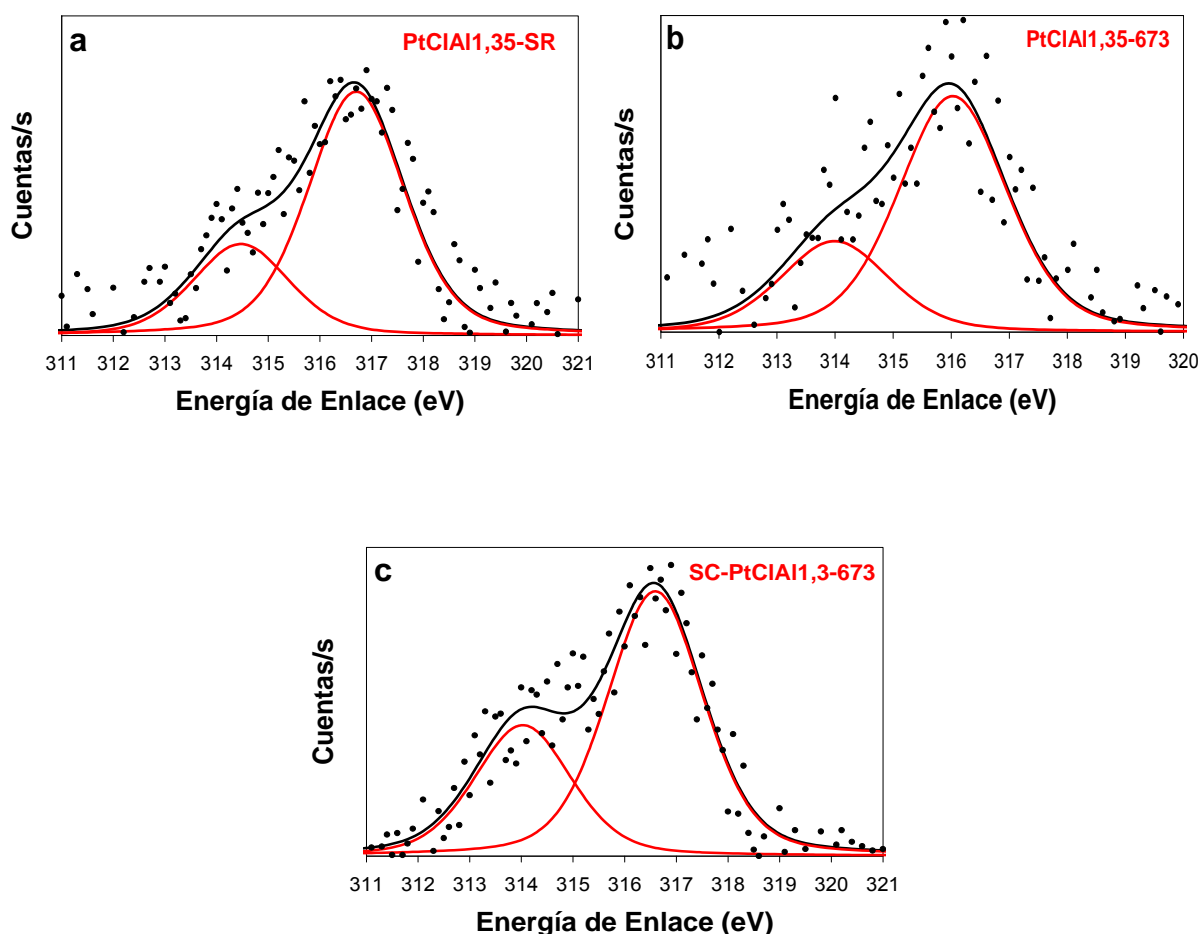 a
PtClAl1,35-SR
Cuentas/s
311 312 313 314 315 316 317 318 319 320 321
Energía de Enlace (eV)
b
PtClAl1,35-673
Cuentas/s
311 312 313 314 315 316 317 318 319 320
Energía de Enlace (eV)
c
SC-PtClAl1,3-673
Cuentas/s
311 312 313 314 315 316 317 318 319 320 321
Energía de Enlace (eV)